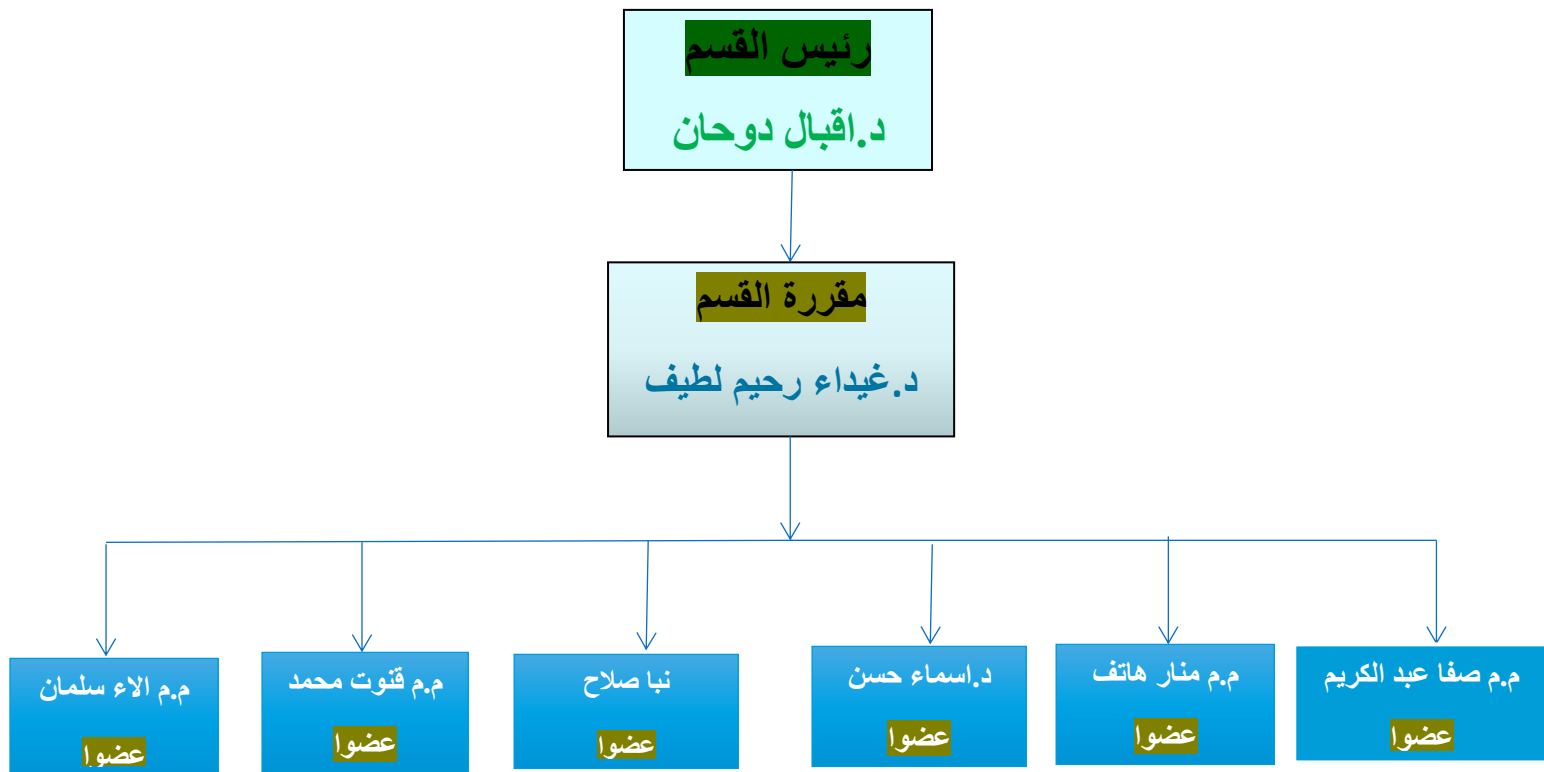 رئيس القسم
د.اقبال دوحان
مقررة القسم
د.غيداء رحيم لطيف
م.م صفا عبد الكريم
عضوا
م.م منار هاتف
عضوا
د.اسماء حسن
عضوا
نبا صلاح
عضوا
م.م قنوت محمد
عضوا
م.م الاء سلمان
عضوا